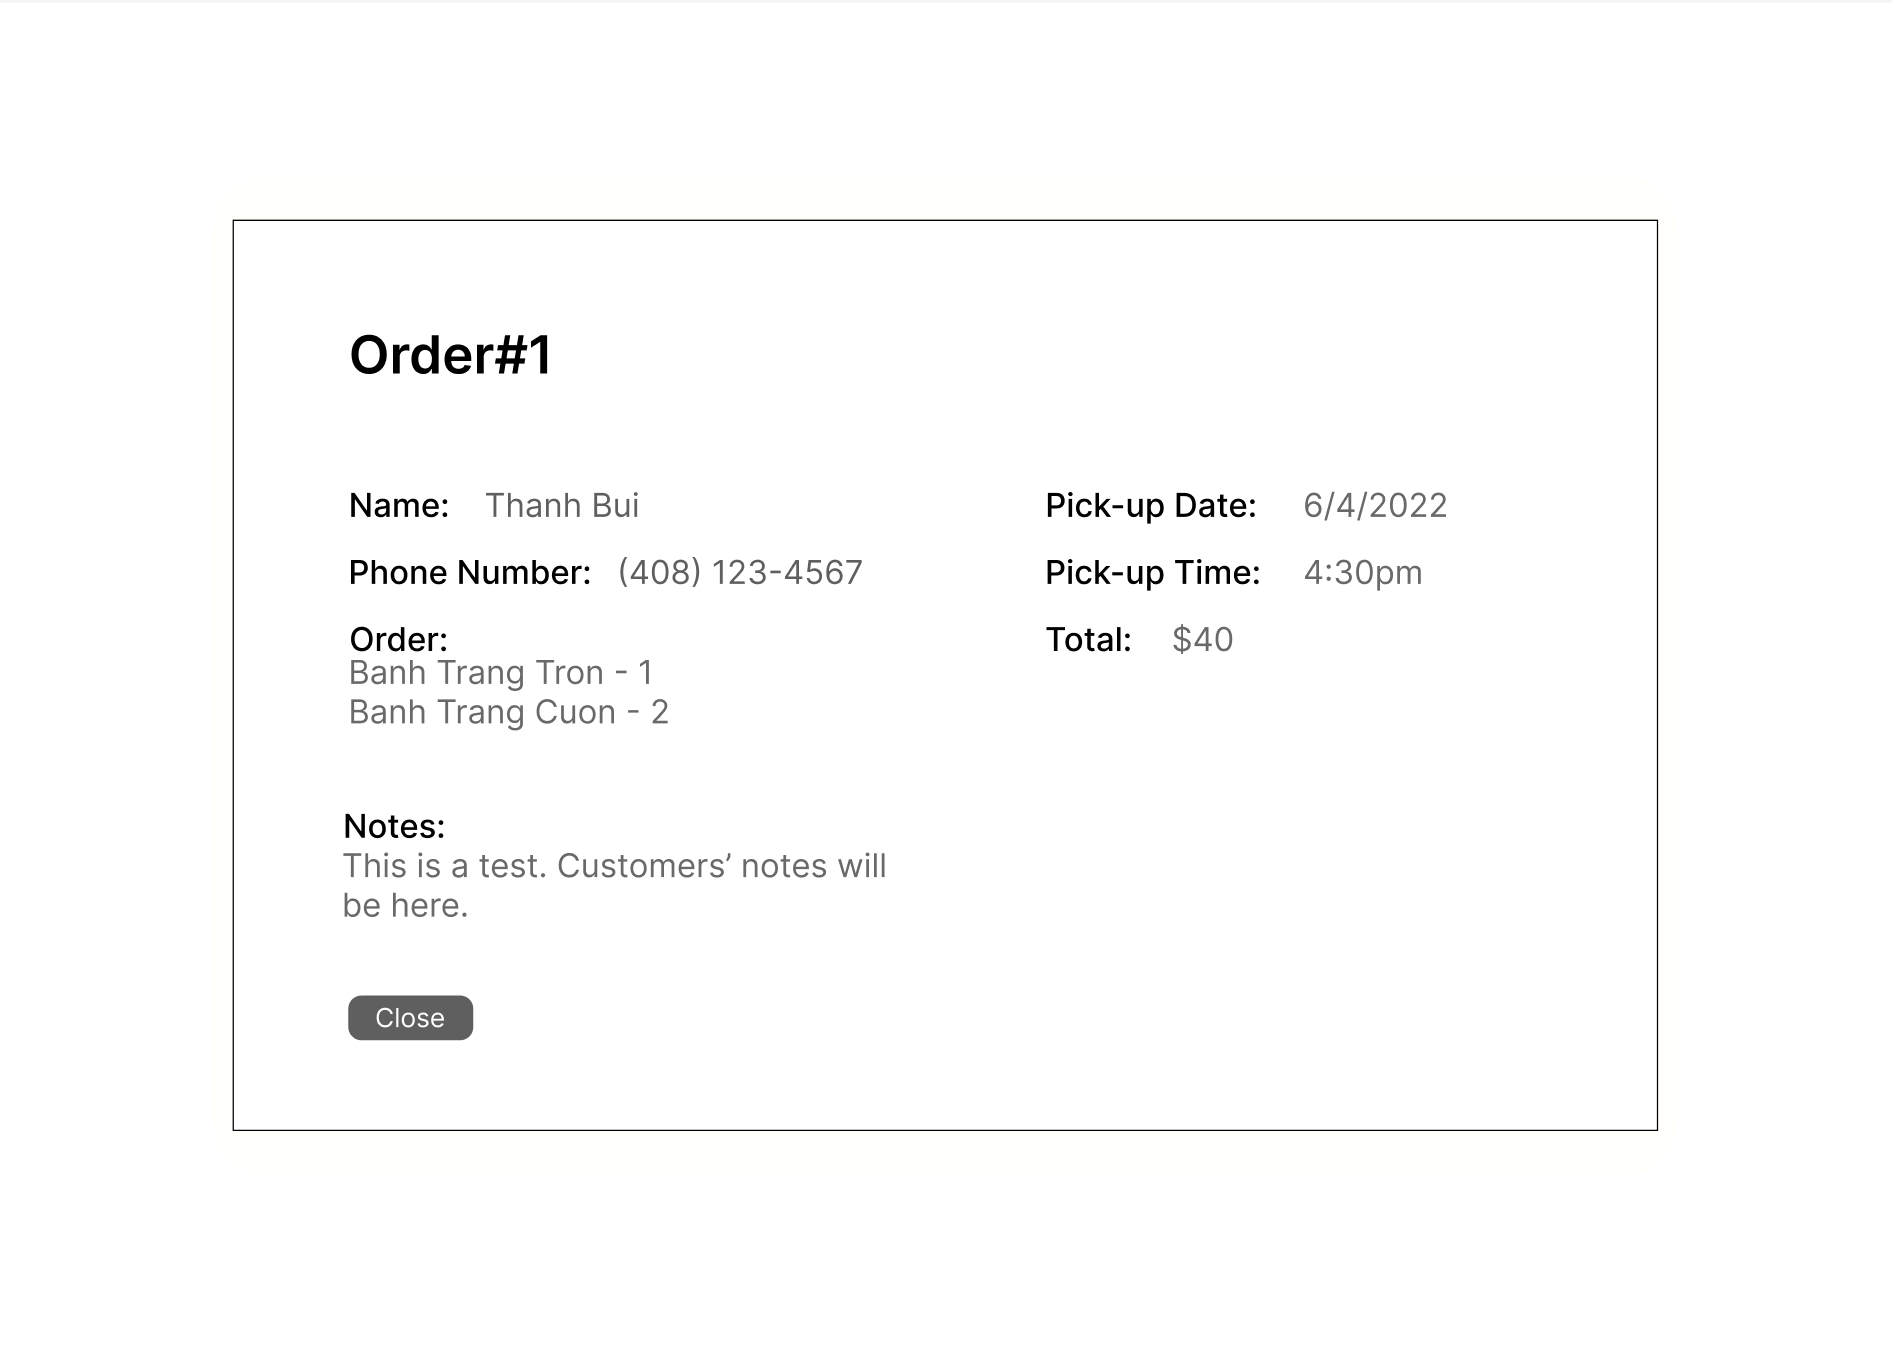 Order#1
Name: Thanh Bui
Phone Number: (408) 123-4567
Order:
Banh Trang Tron - 1
Banh Trang Cuon - 2
Pick-up Date: 6/4/2022
Pick-up Time: 4:30pm
Total: $40
Notes:
This is a test. Customers’ notes will
be here.
Close